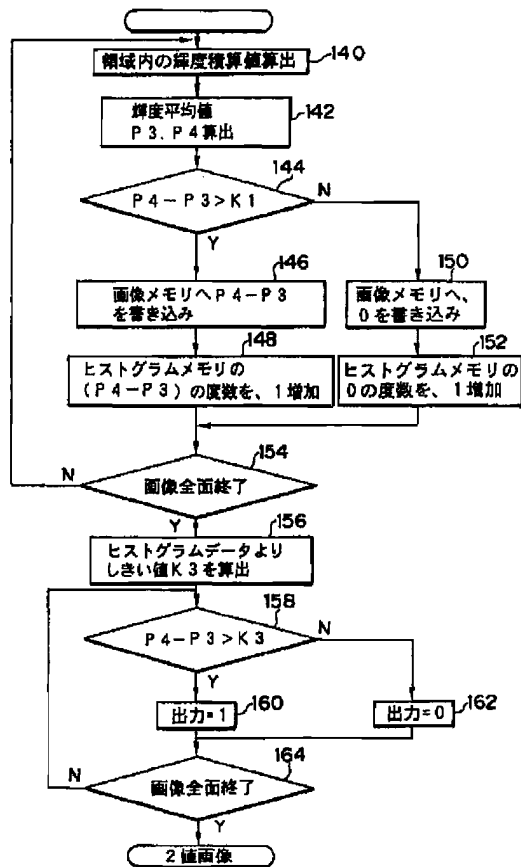 領域内の輝度積算値算出
140
輝度平均値
P3、P4算出
142
144
P4-P3>K1
N
Y
146
画像メモリへP4-P3
を書き込み
150
画像メモリへ、
0を書き込み
148
ヒストグラムメモリの
(P4-P3)の度数を、1増加
152
ヒストグラムメモリの
0の度数を、1増加
154
N
画像全面終了
Y
156
ヒストグラムデータより
しきい値K3を算出
158
P4-P3>K3
N
Y
出力=1
160
出力=0
162
164
N
画像全面終了
Y
2値画像